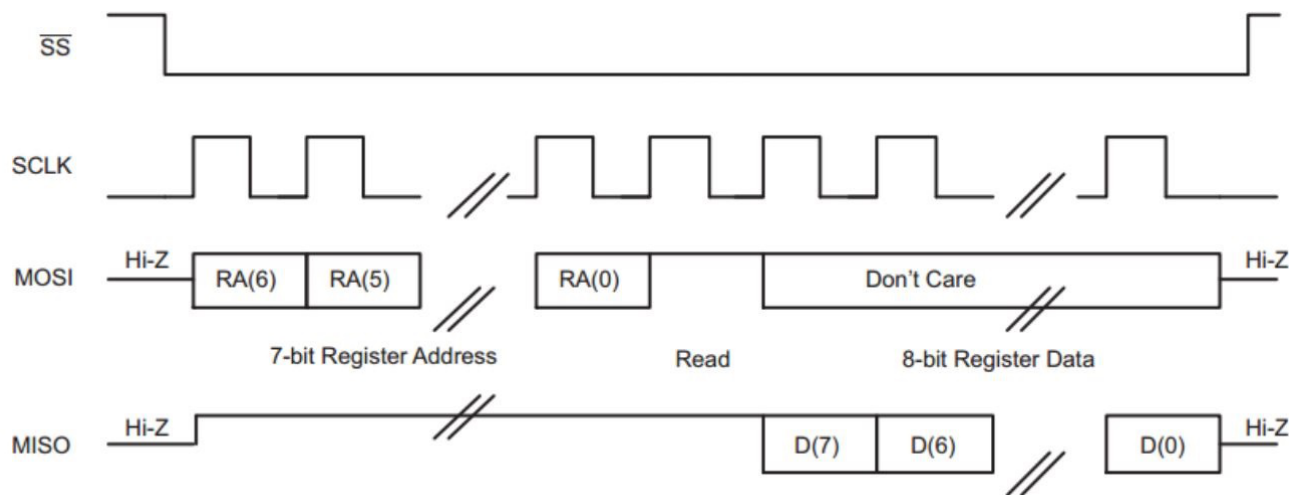 SS
SCLK
Hi-Z Hi-Z
MOSI RA(6) RA(5) RA(0) Don't Care
7-bit Register Address Read 8-bit Register Data
Hi-Z Hi-Z
MISO D(7) D(6) D(0)